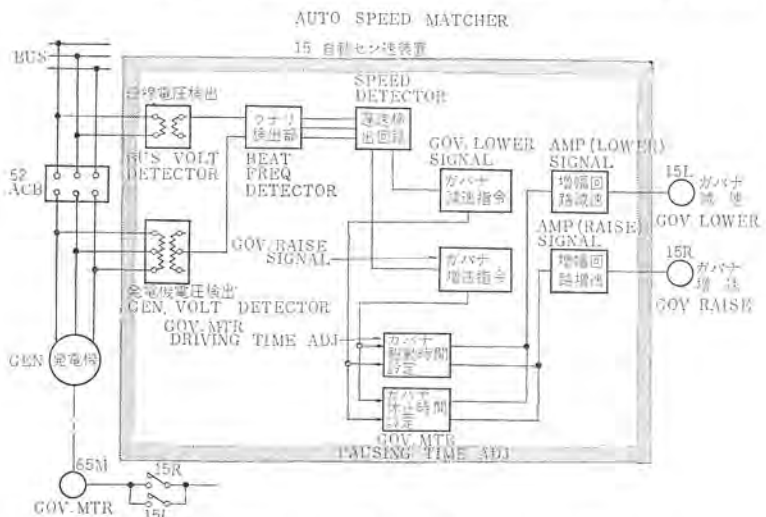 AUTO SPEED MATCHER
15 自動セン速装置
BUS
母線電圧検出
BUS VOLT
DETECTOR
ウナリ
検出部
BEAT
FREQ
DETECTOR
SPEED
DETECTOR
遅速検
出回路
GOV. LOWER
SIGNAL
ガバナ
減速指令
AMP(LOWER)
SIGNAL
増幅回
路減速
15L
ガバナ
減速
GOV. LOWER
52
ACB
GOV. RAISE
SIGNAL
ガバナ
増速指令
AMP(RAISE)
SIGNAL
増幅回
路増速
15R
ガバナ
増速
GOV RAISE
発電機電圧検出
GEN. VOLT DETECTOR
GOV. MTR
DRIVING TIME ADJ
ガバナ
駆動時間
設定
GEN
発電機
ガバナ
休止時間
設定
GOV. MTR
PAUSING TIME ADJ
65M
GOV. MTR
15R
15L